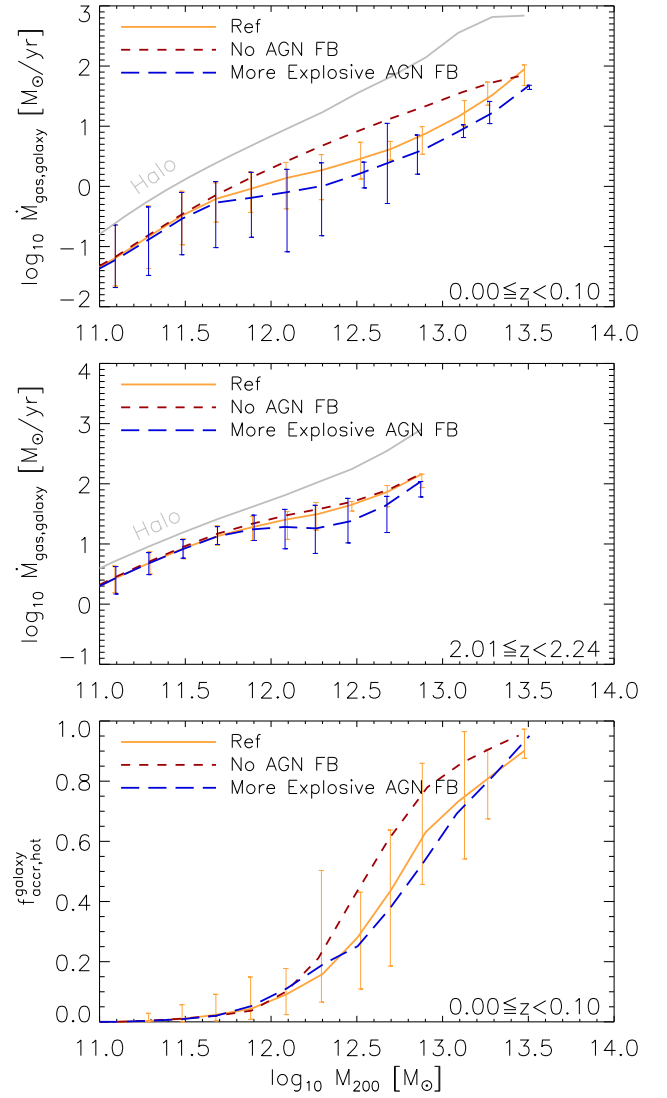 3
2
1
0
−1
−2
log₁₀ Ṁgas,galaxy [M⊙/yr]
Ref
No AGN FB
More Explosive AGN FB
Halo
0.00≦z<0.10
11.0 11.5 12.0 12.5 13.0 13.5 14.0
4
3
2
1
0
−1
log₁₀ Ṁgas,galaxy [M⊙/yr]
Ref
No AGN FB
More Explosive AGN FB
Halo
2.01≦z<2.24
11.0 11.5 12.0 12.5 13.0 13.5 14.0
1.0
0.8
0.6
0.4
0.2
0.0
f galaxy accr,hot
Ref
No AGN FB
More Explosive AGN FB
0.00≦z<0.10
11.0 11.5 12.0 12.5 13.0 13.5 14.0
log₁₀ M₂₀₀ [M⊙]